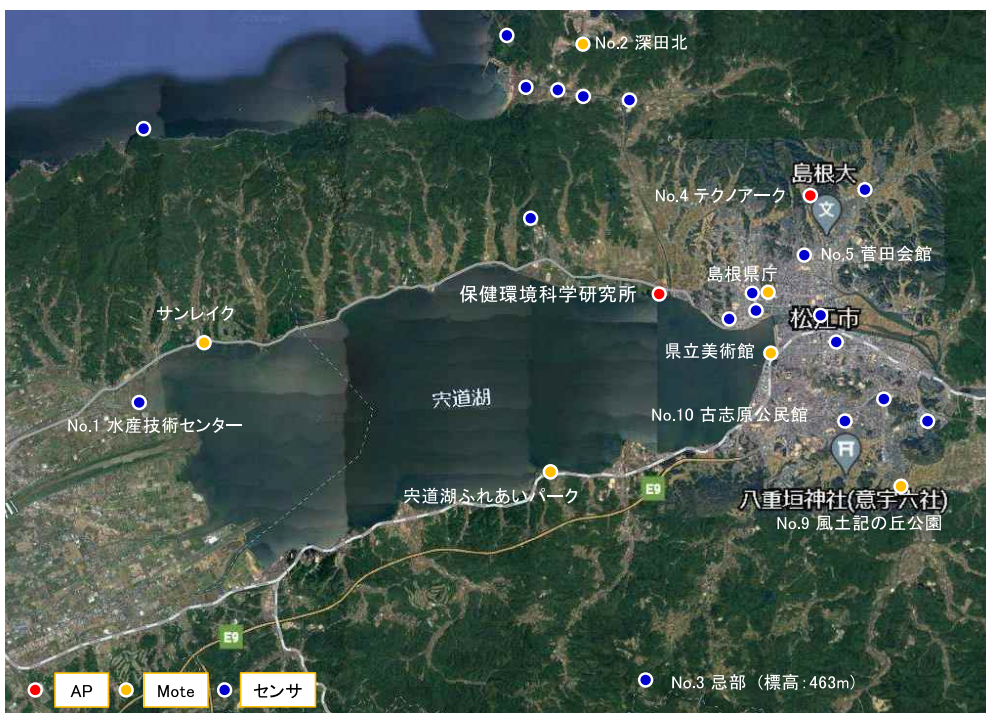 No.2 深田北
島根大
No.4 テクノアーク
文
No.5 菅田会館
島根県庁
保健環境科学研究所
サンレイク
松江市
県立美術館
宍道湖
No.10 古志原公民館
No.1 水産技術センター
宍道湖ふれあいパーク
E9
八重垣神社(意宇六社)
No.9 風土記の丘公園
E9
No.3 忌部 (標高:463m)
AP
Mote
センサ